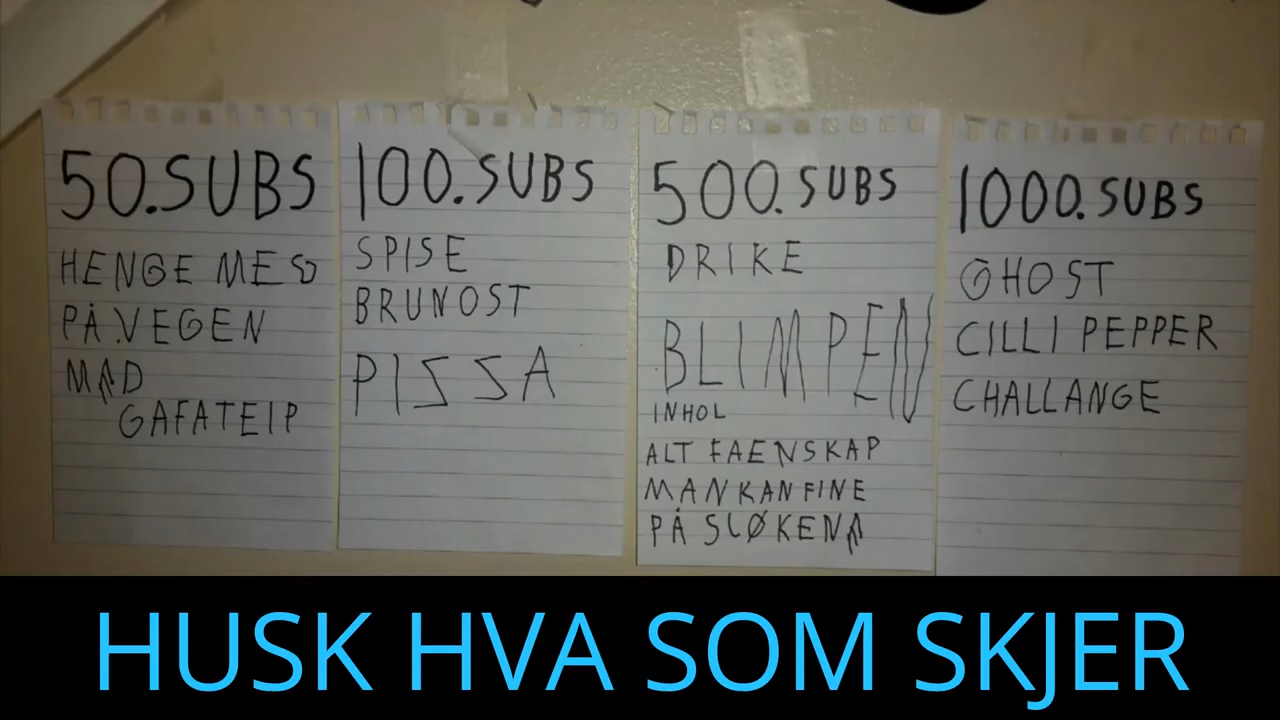 50.SUBS
HENGE MEG
PÅ.VEGEN
MAD
GAFATEIP
100.SUBS
SPISE
BRUNOST
PISSA
500.SUBS
DRIKE
BLIMPEN
INHOL
ALT FAENSKAP
MAN KAN FINE
PÅ SLØKENA
1000.SUBS
GHOST
CILLI PEPPER
CHALLANGE
HUSK HVA SOM SKJER